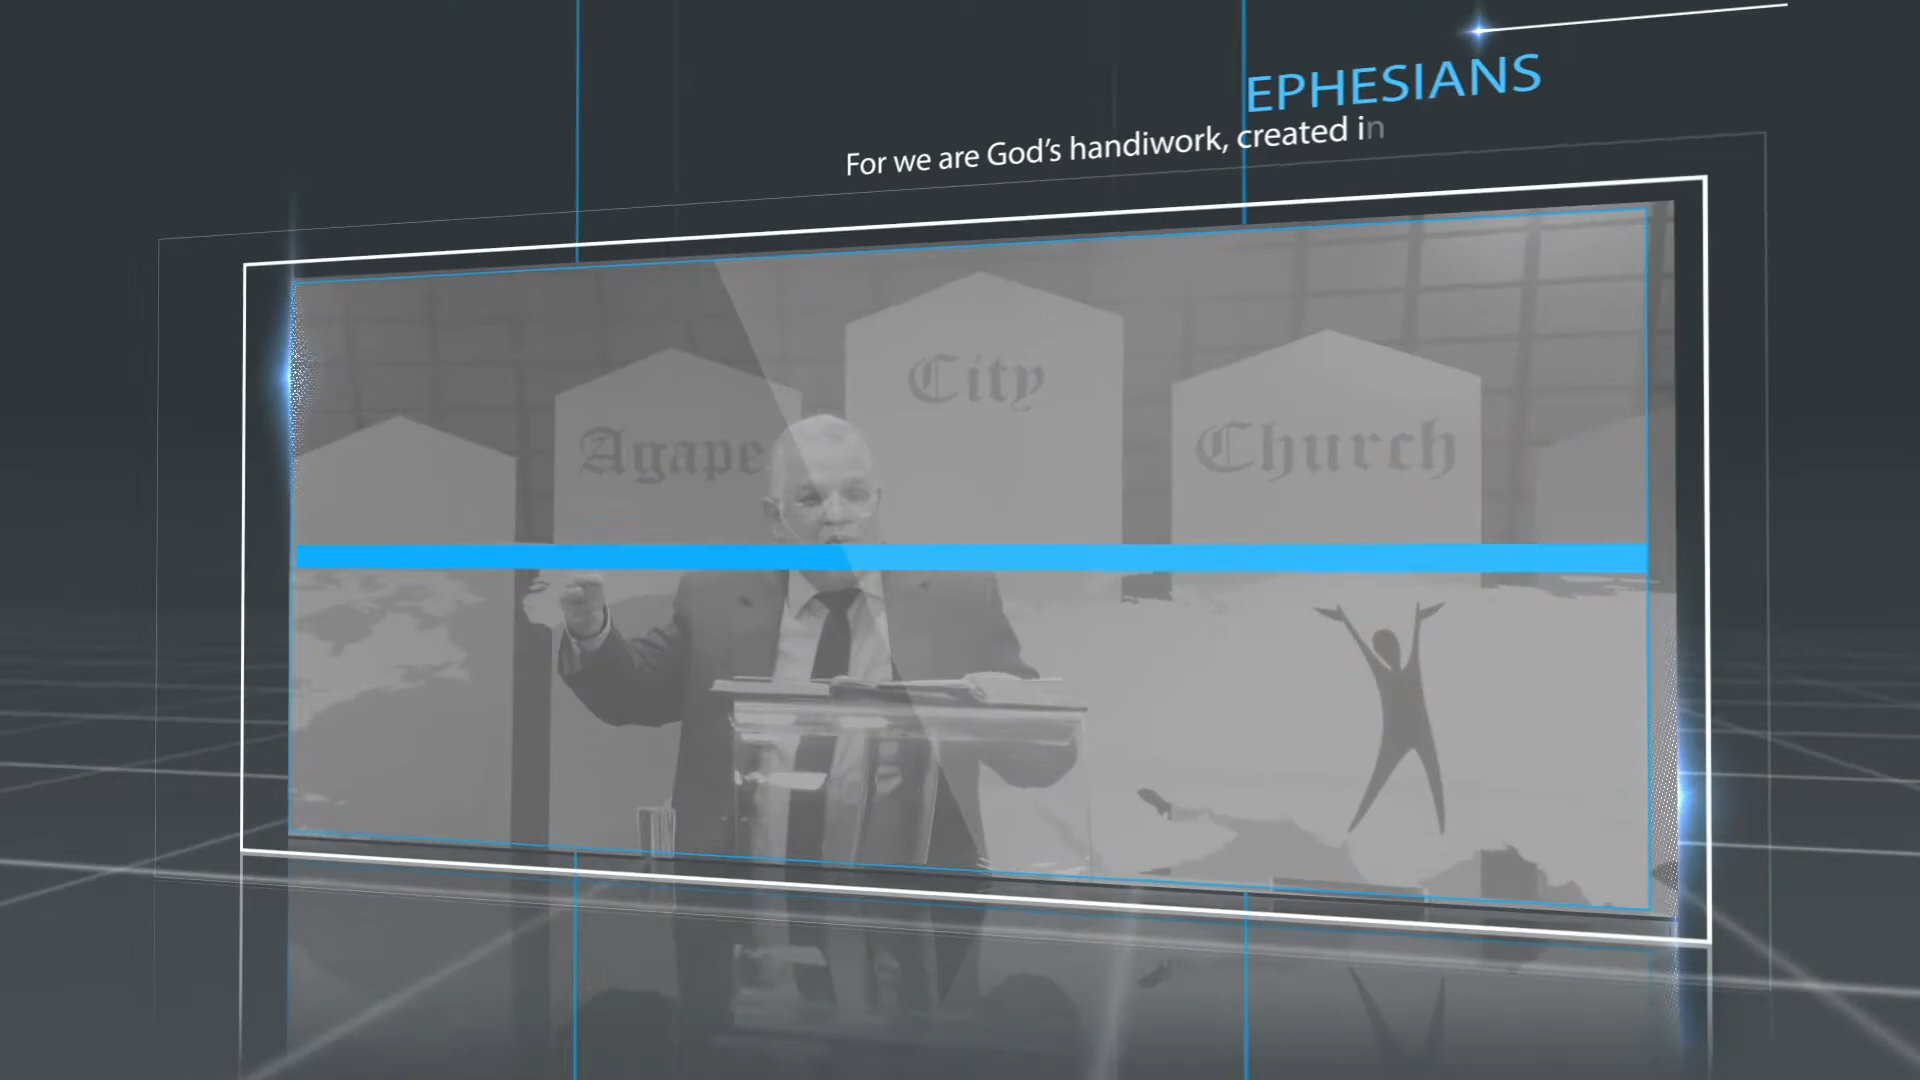 EPHESIANS
For we are God's handiwork, created in
City
Agape
Church